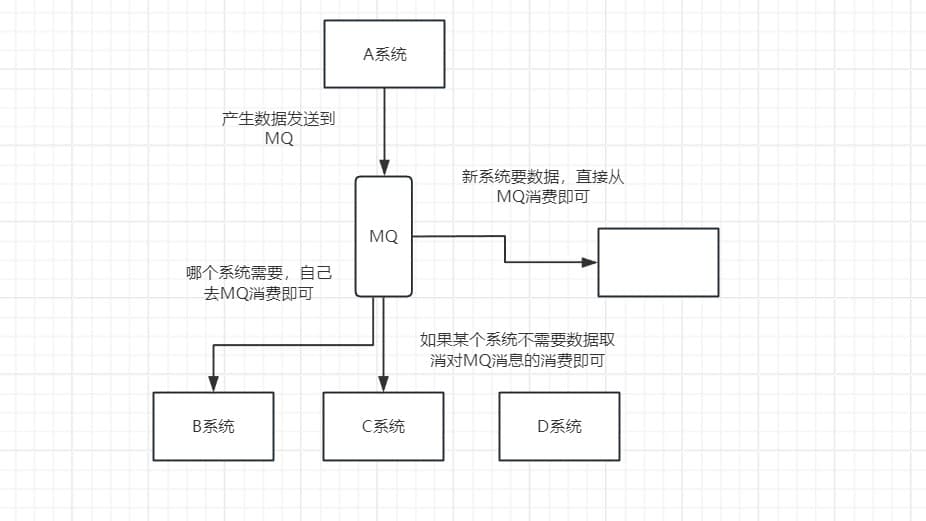 A系统
产生数据发送到
MQ
新系统要数据，直接从
MQ消费即可
MQ
哪个系统需要，自己
去MQ消费即可
如果某个系统不需要数据取
消对MQ消息的消费即可
B系统
C系统
D系统